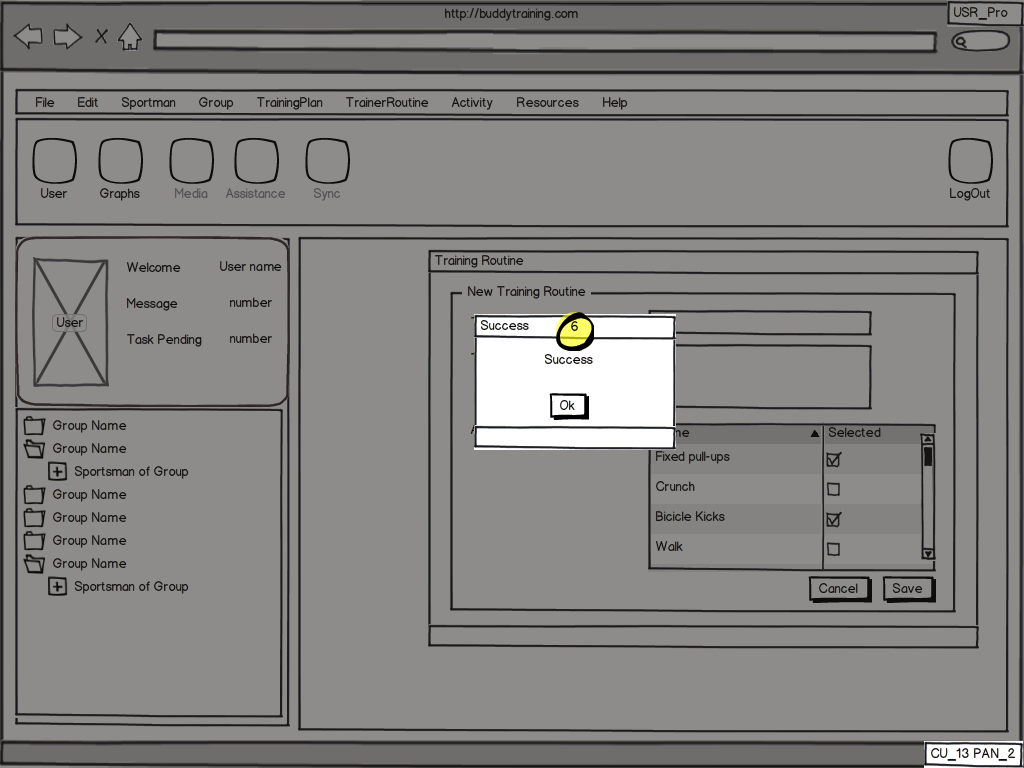 http://buddytraining.com
USR_Pro
File Edit Sportman Group TrainingPlan TrainerRoutine Activity Resources Help
User Graphs Media Assistance Sync LogOut
User
Welcome User name
Message number
Task Pending number
Group Name
Group Name
Sportsman of Group
Group Name
Group Name
Group Name
Group Name
Sportsman of Group
Training Routine
New Training Routine
Success 6
Success
Ok
Selected
Fixed pull-ups
Crunch
Bicicle Kicks
Walk
Cancel Save
CU_13 PAN_2